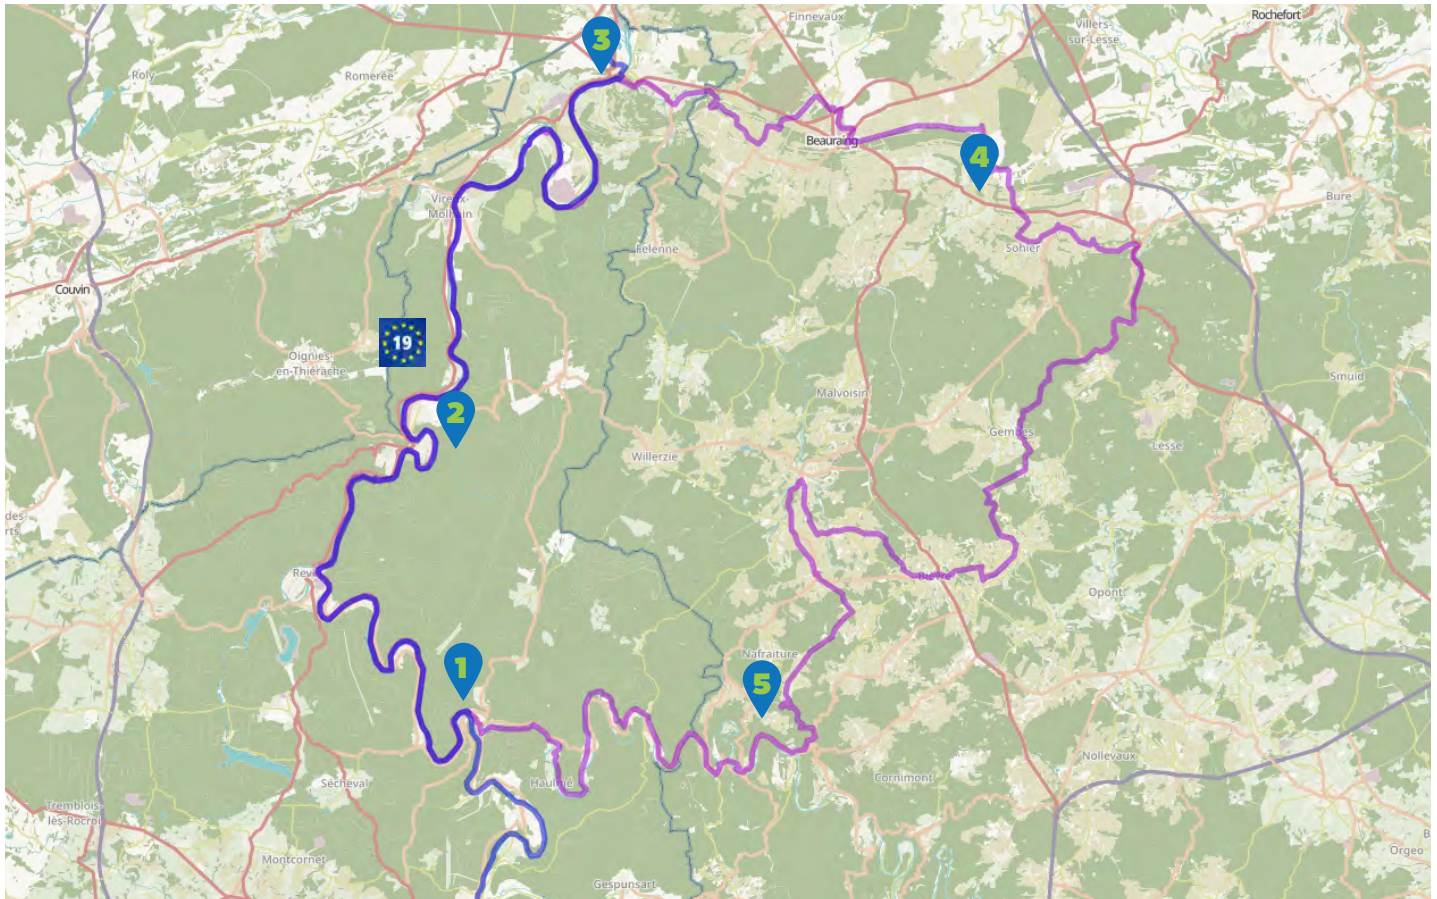 Finnevaux
Rochefort
Villers-
sur-Lesse
3
Roly
Romerée
Beauraing
4
Bure
Vireux-
Molhain
Felenne
Sohier
Couvin
19
Oignies-
en-Thiérache
Smuid
Malvoisin
2
Gembes
Lesse
Willerzie
des-
rts
Revin
Bièvre
Opont
Nafraiture
1
5
Nollevaux
Cornimont
Haulmé
Sécheval
Tremblois-
lès-Rocroi
B
Orgeo
Montcornet
Gespunsart